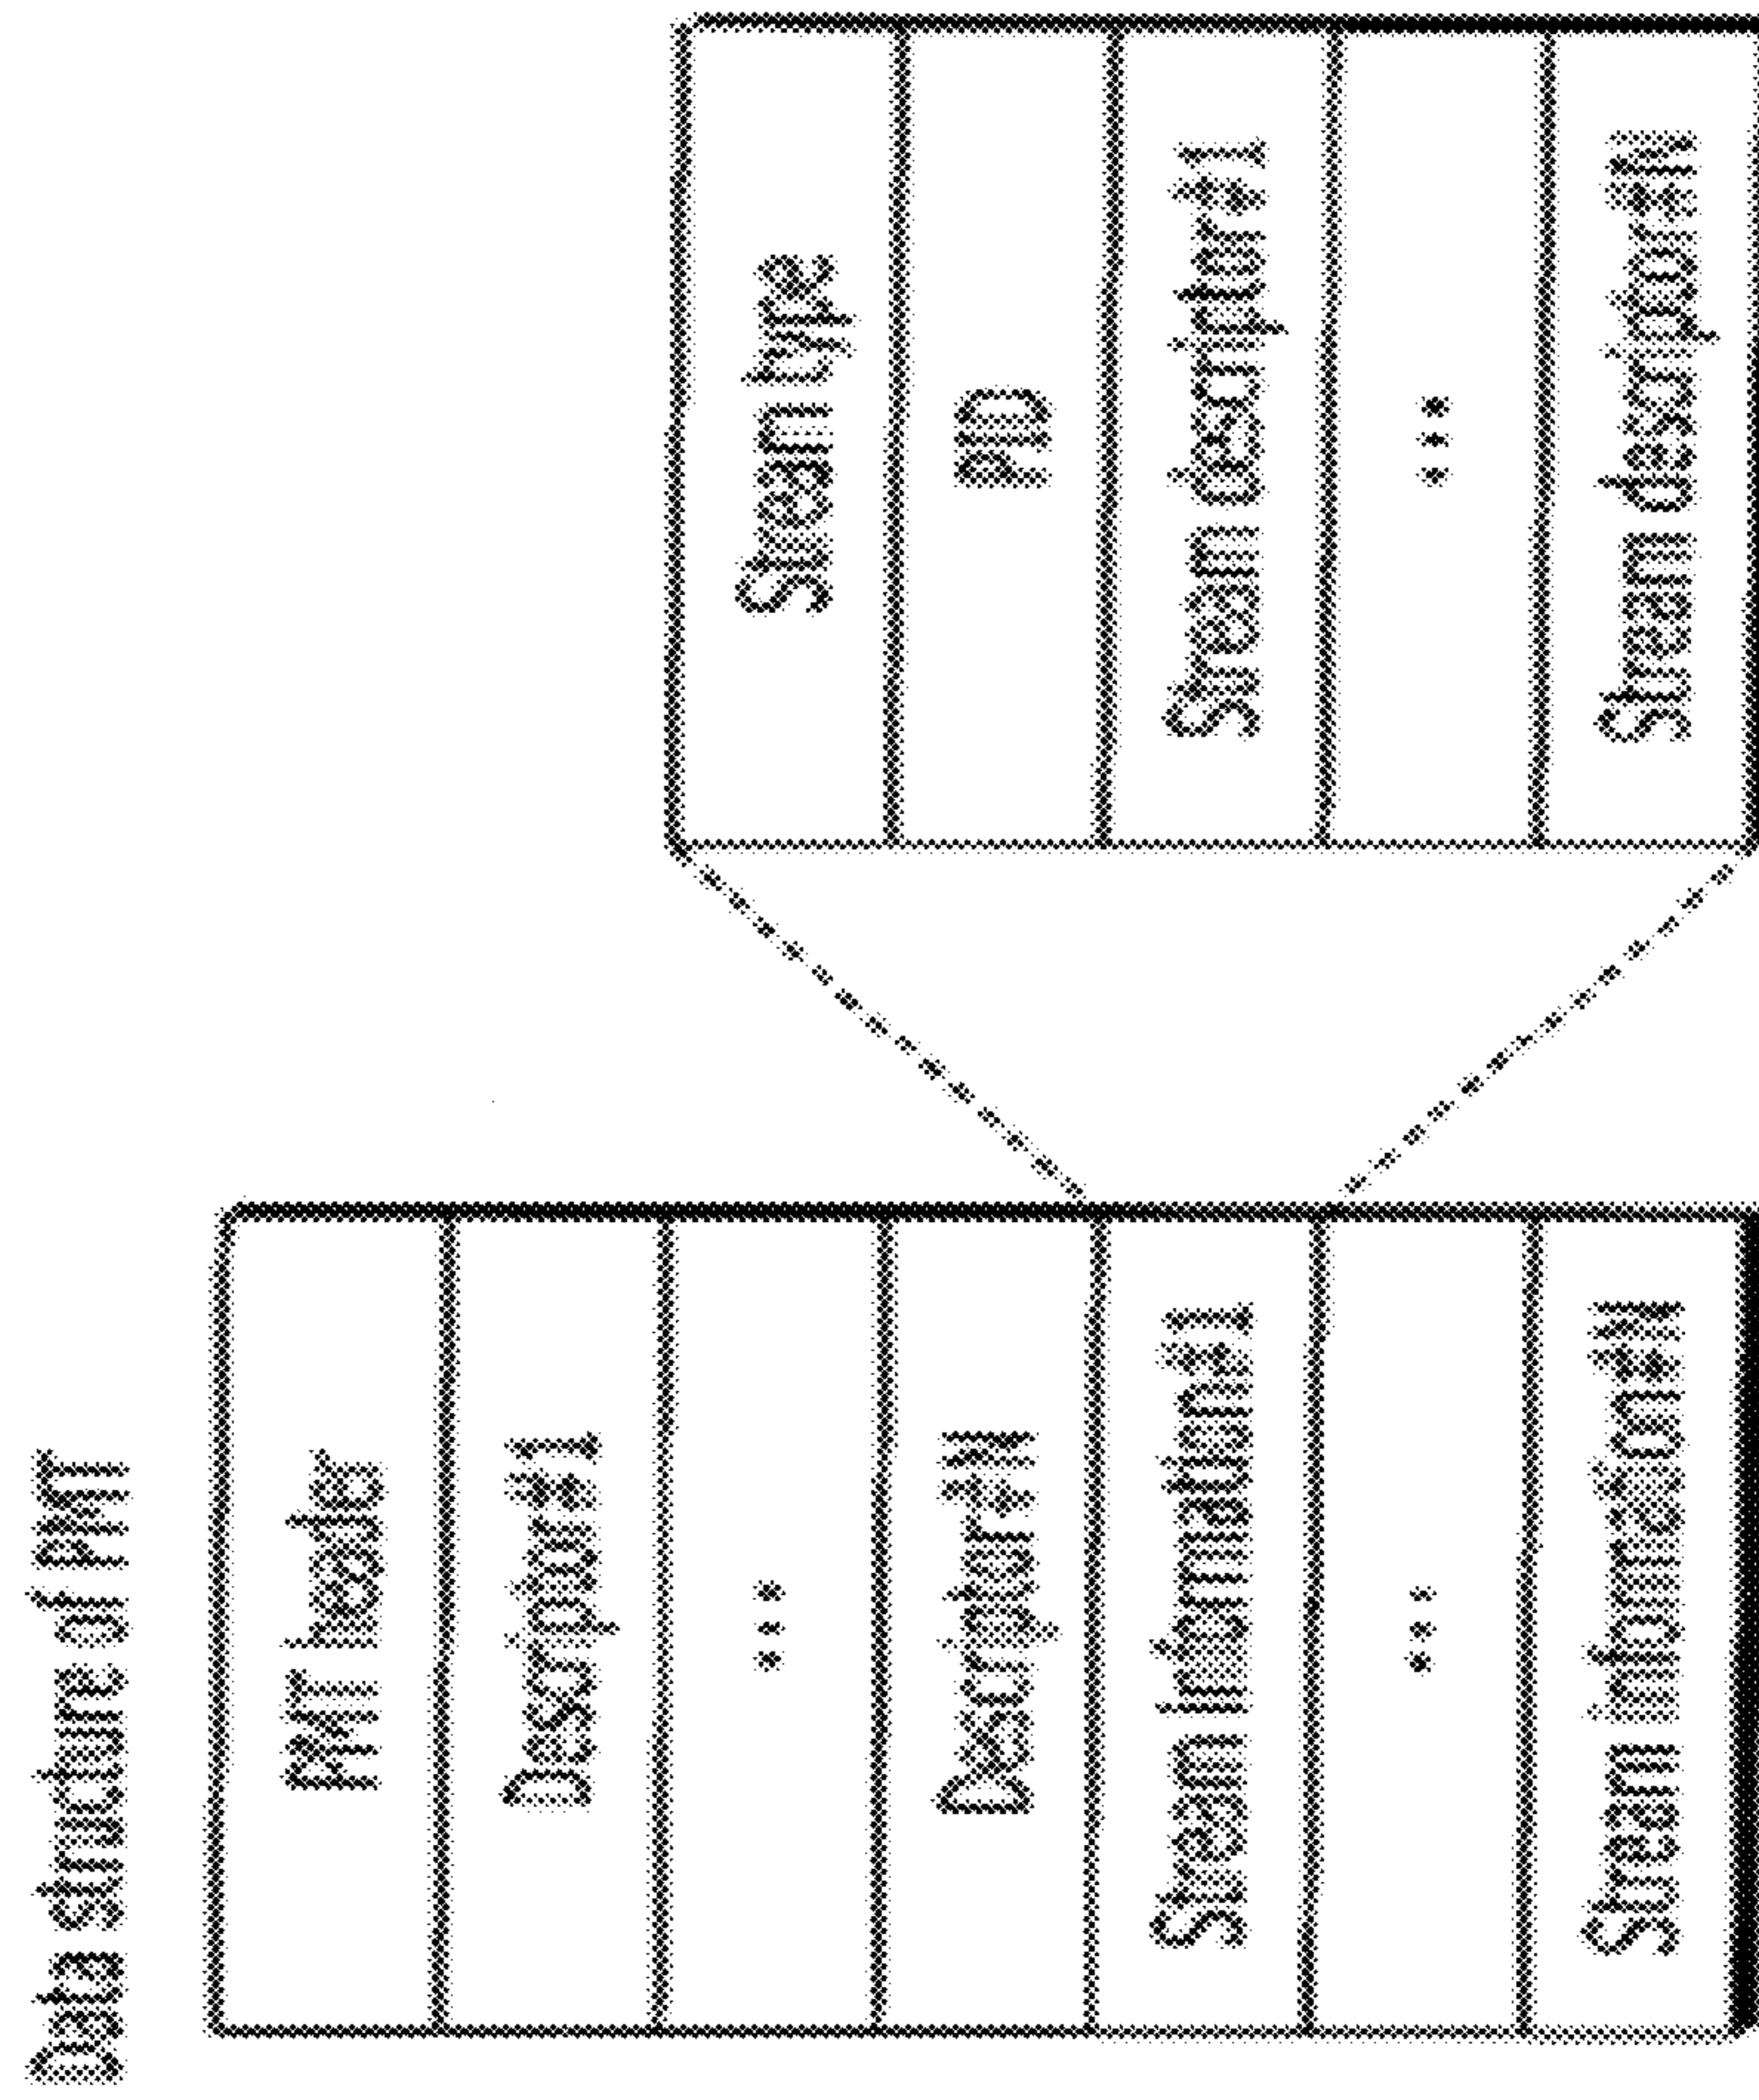 Data structure of PMT
PMT header
Descriptor#1
...
Descriptor#N
Stream information#1
...
Stream information#N
Stream type
PID
Stream descriptor#1
...
Stream descriptor#N